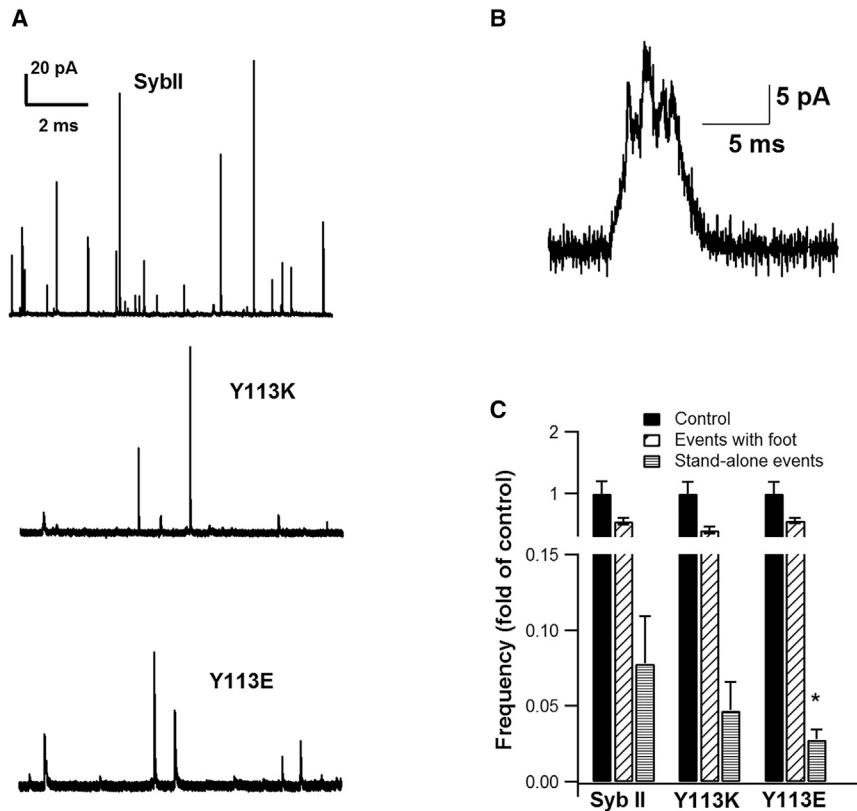 A
20 pA
2 ms
SybII
Y113K
Y113E
B
5 pA
5 ms
C
Control
Events with foot
Stand-alone events
Frequency (fold of control)
2
1
0.15
0.10
0.05
0.00
*
Syb II Y113K Y113E